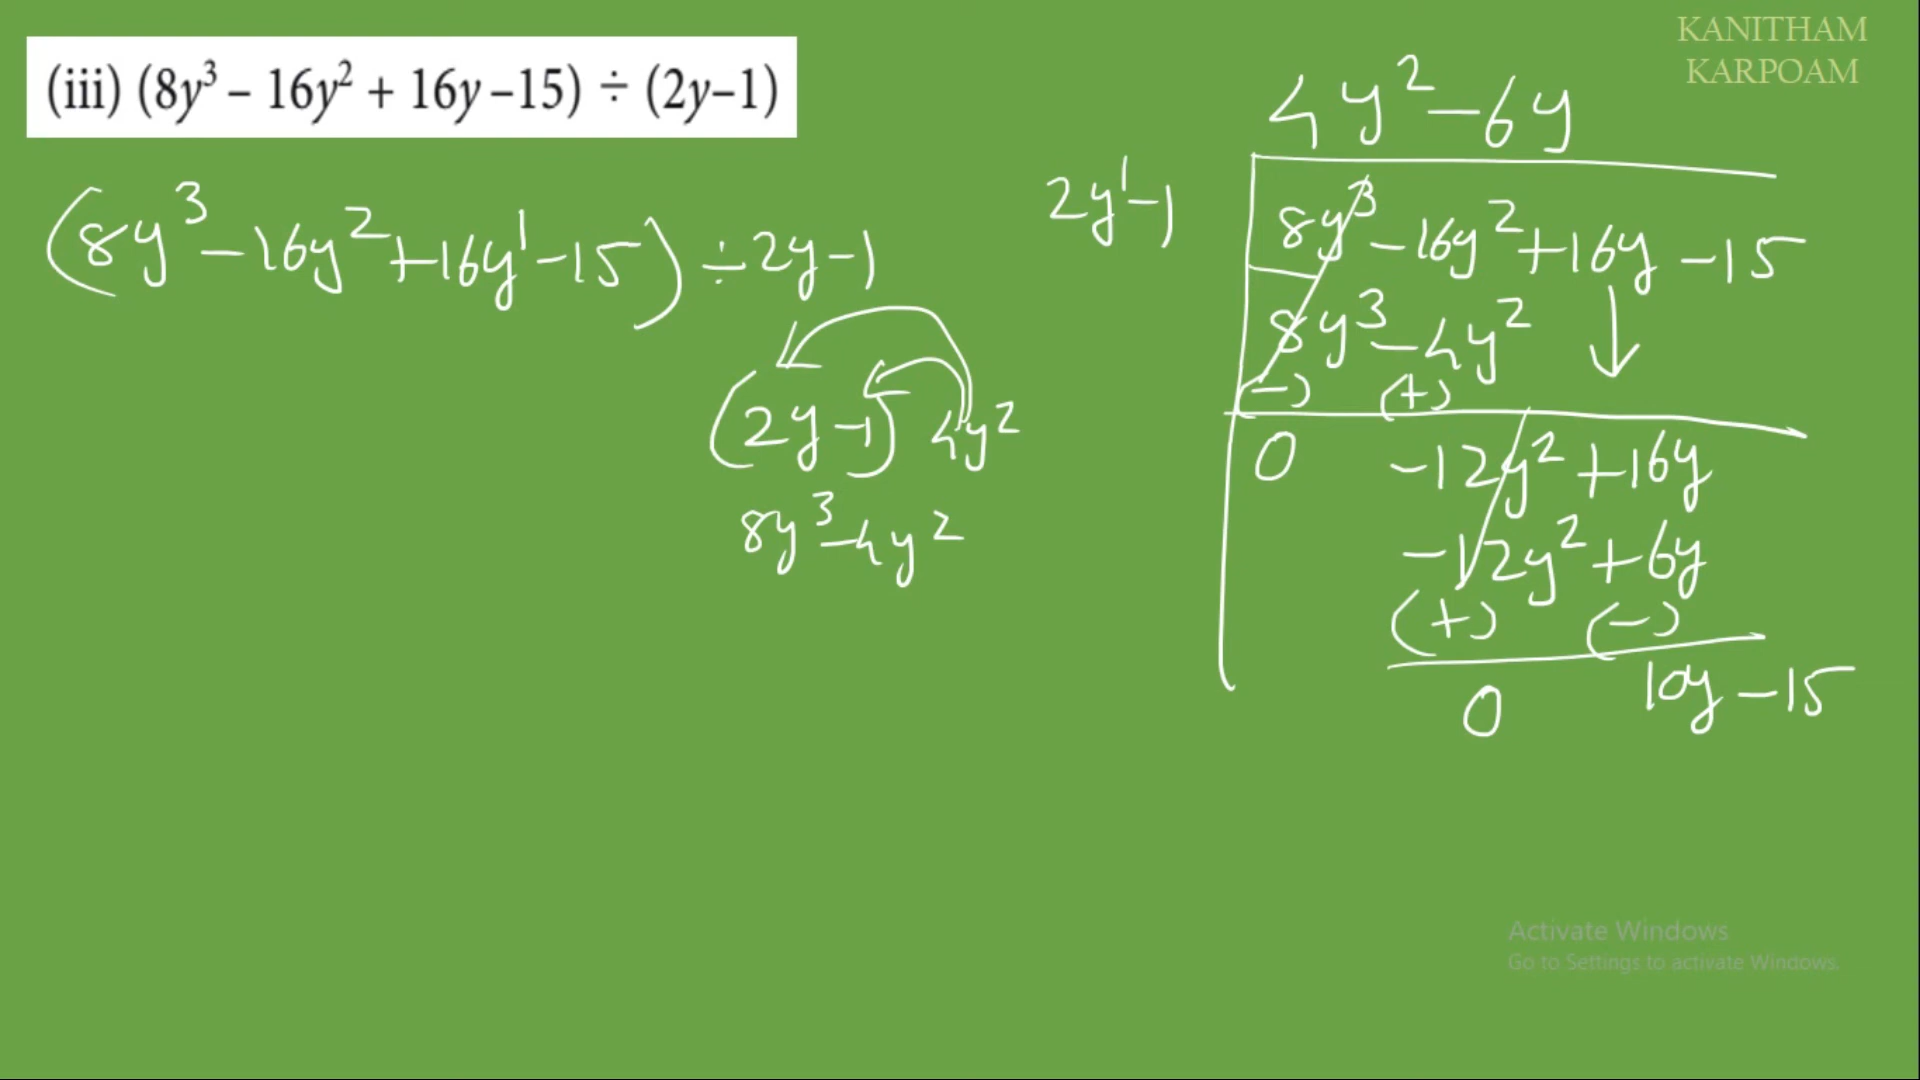 KANITHAM
KARPOAM
(iii) (8y³ – 16y² + 16y –15) ÷ (2y–1)
(8y³ – 16y² + 16y¹ – 15) ÷ 2y – 1
(2y – 1) 4y²
8y³ – 4y²
4y² – 6y
2y¹ – 1
8y³ – 16y² + 16y – 15
8y³ – 4y²
(–) (+)
0 –12y² + 16y
–12y² + 6y
(+) (–)
0 10y – 15
Activate Windows
Go to Settings to activate Windows.